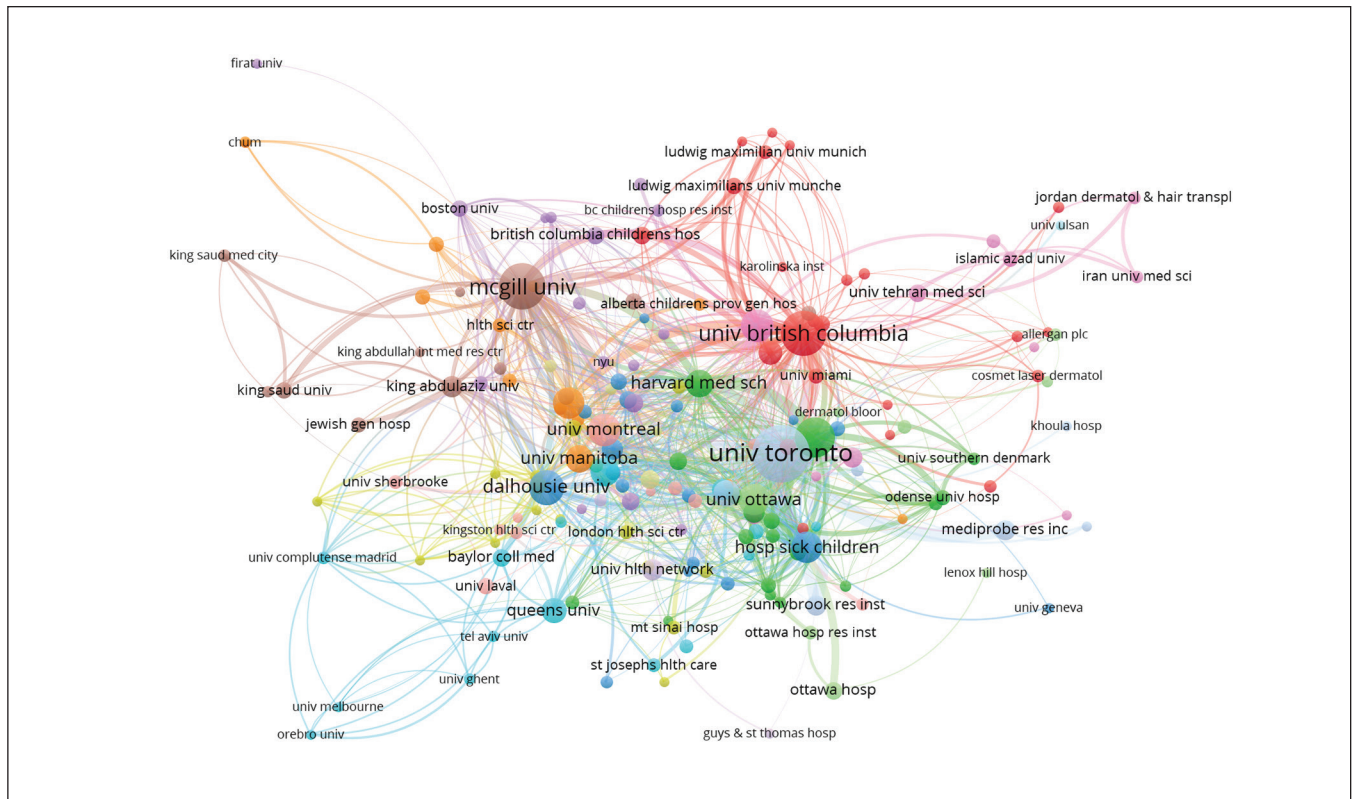 firat univ
chum
ludwig maximilian univ munich
ludwig maximilians univ munche
jordan dermatol & hair transpl
boston univ
bc childrens hosp res inst
univ ulsan
british columbia childrens hos
king saud med city
islamic azad univ
karolinska inst
iran univ med sci
mcgill univ
univ tehran med sci
alberta childrens prov gen hos
hlth sci ctr
univ british columbia
allergan plc
king abdullah int med res ctr
nyu
univ miami
cosmet laser dermatol
king saud univ
king abdulaziz univ
harvard med sch
dermatol bloor
jewish gen hosp
univ montreal
khoula hosp
univ manitoba
univ toronto
univ southern denmark
univ sherbrooke
dalhousie univ
univ ottawa
odense univ hosp
kingston hlth sci ctr
london hlth sci ctr
mediprobe res inc
univ complutense madrid
baylor coll med
hosp sick children
univ hlth network
lenox hill hosp
univ laval
queens univ
sunnybrook res inst
univ geneva
mt sinai hosp
ottawa hosp res inst
tel aviv univ
st josephs hlth care
univ ghent
ottawa hosp
univ melbourne
orebro univ
guys & st thomas hosp